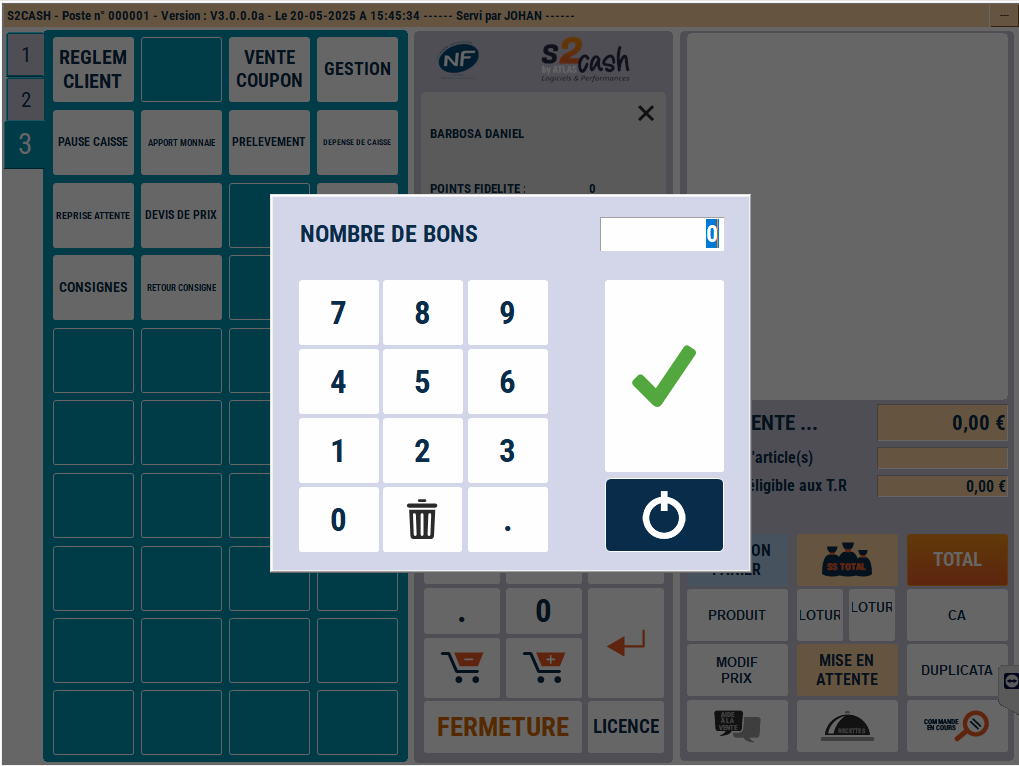 S2CASH - Poste n° 000001 - Version : V3.0.0.0a - Le 20-05-2025 A 15:45:34 ------ Servi par JOHAN ------
1
2
3
REGLEM
CLIENT
VENTE
COUPON
GESTION
PAUSE CAISSE
APPORT MONNAIE
PRELEVEMENT
DEPENSE DE CAISSE
REPRISE ATTENTE
DEVIS DE PRIX
CONSIGNES
RETOUR CONSIGNE
NF
S2cash
by ATLAS
Logiciels & Performances
BARBOSA DANIEL
POINTS FIDELITE : 0
NOMBRE DE BONS
0
7 8 9
4 5 6
1 2 3
0 .
ENTE ... 0,00 €
'article(s)
éligible aux T.R 0,00 €
ON
SS TOTAL
TOTAL
PRODUIT
LOTUR
LOTUR
CA
MODIF
PRIX
MISE EN
ATTENTE
DUPLICATA
AIDE
À LA
VENTE
RECETTES
COMMANDE
EN COURS
. 0
FERMETURE
LICENCE